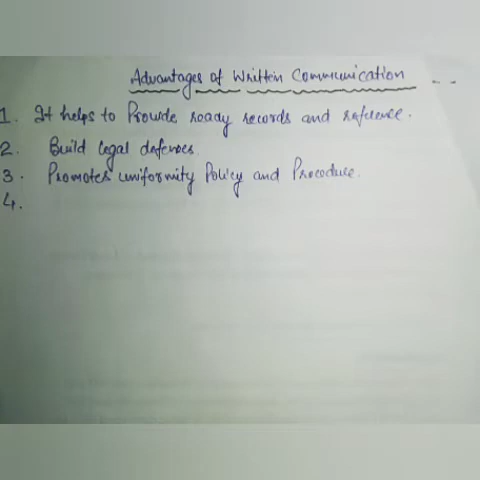 Advantages of Written Communication --
1. It helps to Provide ready records and reference.
2. Build legal defenses.
3. Promotes uniformity Policy and Procedure.
4.